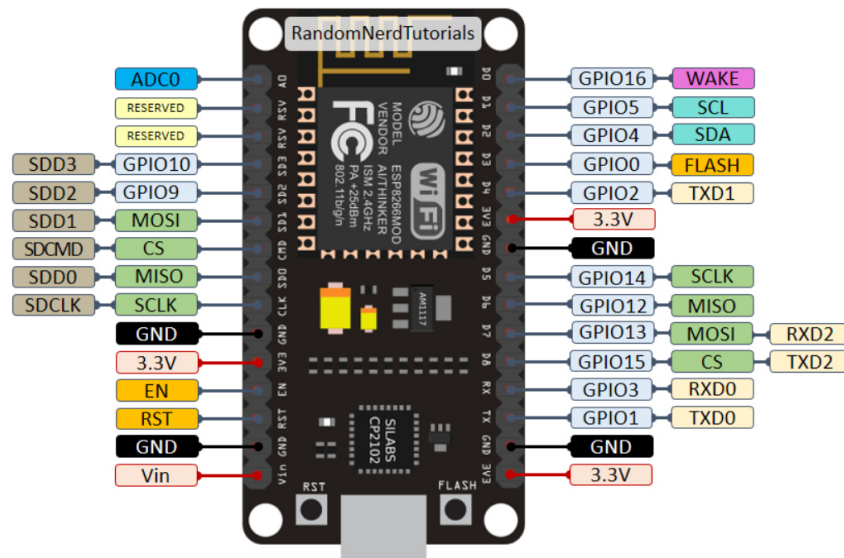 RandomNerdTutorials
ADC0
RESERVED
RESERVED
SDD3 GPIO10
SDD2 GPIO9
SDD1 MOSI
SDCMD CS
SDD0 MISO
SDCLK SCLK
GND
3.3V
EN
RST
GND
Vin
A0
RSV
RSV
SD3
SD2
SD1
CMD
SD0
CLK
GND
3V3
EN
RST
GND
Vin
MODEL
VENDOR
ESP8266MOD
AI/THINKER
ISM 2.4GHz
PA +25dBm
802.11b/g/n
FC
Wi Fi
AM1117
SILABS
CP2102
RST
FLASH
D0
D1
D2
D3
D4
3V3
GND
D5
D6
D7
D8
RX
TX
GND
3V3
GPIO16 WAKE
GPIO5 SCL
GPIO4 SDA
GPIO0 FLASH
GPIO2 TXD1
3.3V
GND
GPIO14 SCLK
GPIO12 MISO
GPIO13 MOSI RXD2
GPIO15 CS TXD2
GPIO3 RXD0
GPIO1 TXD0
GND
3.3V